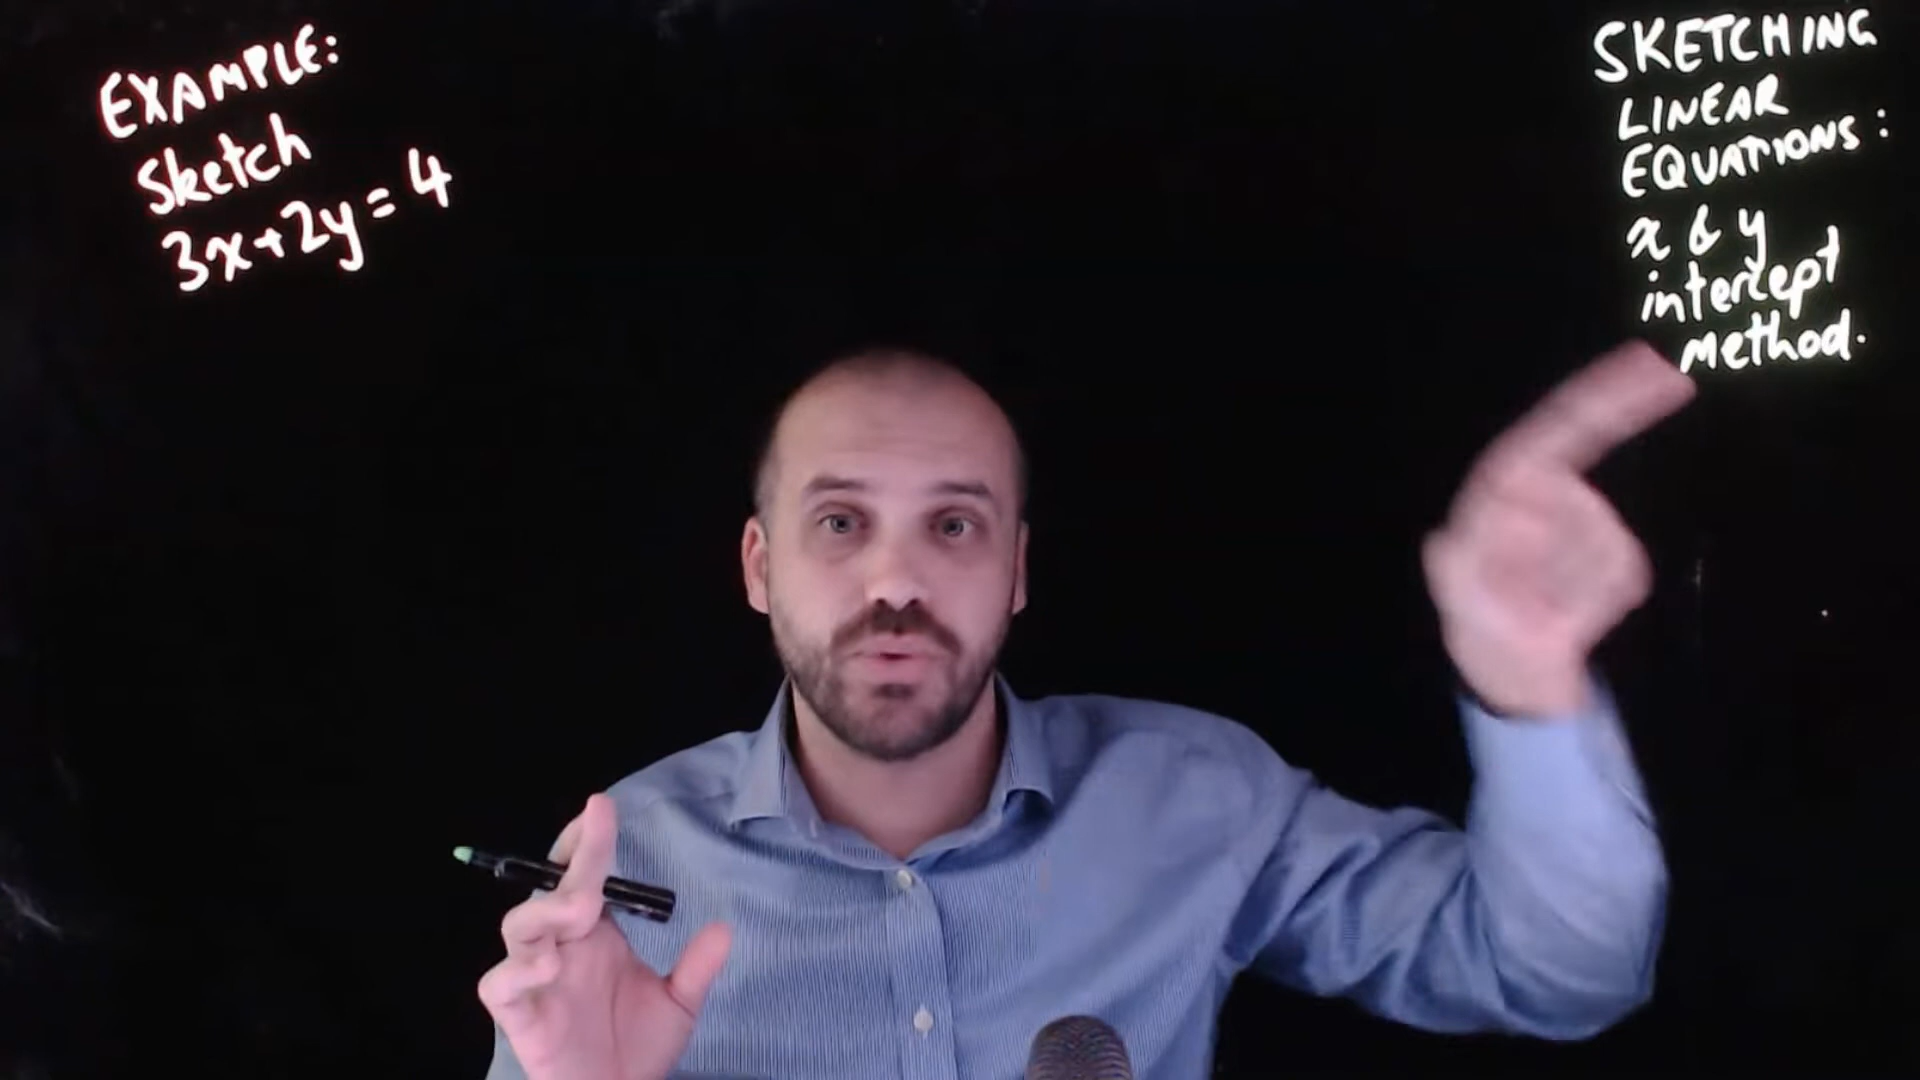 EXAMPLE:
Sketch
3x+2y=4
SKETCHING
LINEAR
EQUATIONS:
x & y
intercept
method.